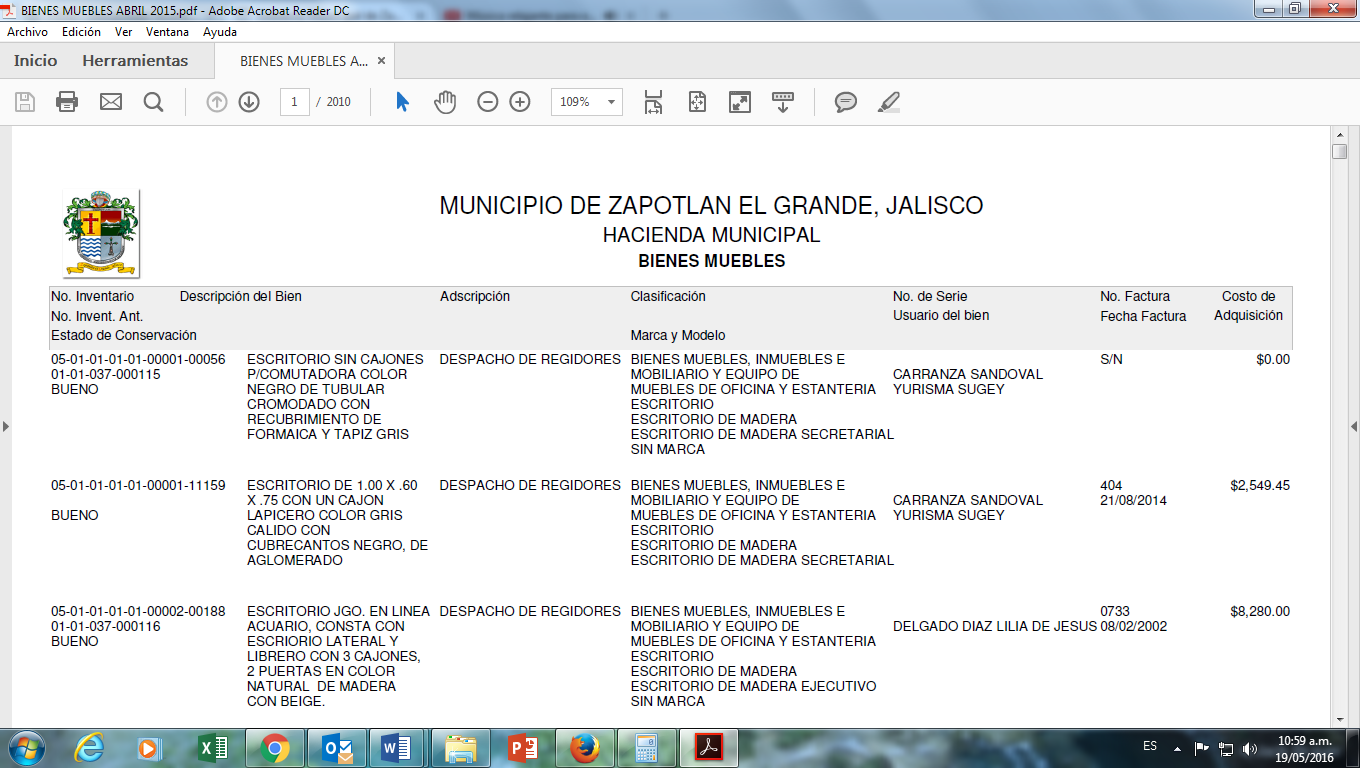 BIENES MUEBLES ABRIL 2015.pdf - Adobe Acrobat Reader DC
Archivo Edición Ver Ventana Ayuda
Inicio Herramientas BIENES MUEBLES A... ×
1 / 2010 109%
MUNICIPIO DE ZAPOTLAN EL GRANDE, JALISCO
HACIENDA MUNICIPAL
BIENES MUEBLES
No. Inventario Descripción del Bien Adscripción Clasificación No. de Serie No. Factura Costo de
No. Invent. Ant. Usuario del bien Fecha Factura Adquisición
Estado de Conservación Marca y Modelo
05-01-01-01-01-00001-00056 ESCRITORIO SIN CAJONES DESPACHO DE REGIDORES BIENES MUEBLES, INMUEBLES E S/N $0.00
01-01-037-000115 P/COMUTADORA COLOR MOBILIARIO Y EQUIPO DE CARRANZA SANDOVAL
BUENO NEGRO DE TUBULAR MUEBLES DE OFICINA Y ESTANTERIA YURISMA SUGEY
CROMODADO CON ESCRITORIO
RECUBRIMIENTO DE ESCRITORIO DE MADERA
FORMAICA Y TAPIZ GRIS ESCRITORIO DE MADERA SECRETARIAL
SIN MARCA
05-01-01-01-01-00001-11159 ESCRITORIO DE 1.00 X .60 DESPACHO DE REGIDORES BIENES MUEBLES, INMUEBLES E 404 $2,549.45
X .75 CON UN CAJON MOBILIARIO Y EQUIPO DE CARRANZA SANDOVAL 21/08/2014
BUENO LAPICERO COLOR GRIS MUEBLES DE OFICINA Y ESTANTERIA YURISMA SUGEY
CALIDO CON ESCRITORIO
CUBRECANTOS NEGRO, DE ESCRITORIO DE MADERA
AGLOMERADO ESCRITORIO DE MADERA SECRETARIAL
05-01-01-01-01-00002-00188 ESCRITORIO JGO. EN LINEA DESPACHO DE REGIDORES BIENES MUEBLES, INMUEBLES E 0733 $8,280.00
01-01-037-000116 ACUARIO, CONSTA CON MOBILIARIO Y EQUIPO DE DELGADO DIAZ LILIA DE JESUS 08/02/2002
BUENO ESCRIORIO LATERAL Y MUEBLES DE OFICINA Y ESTANTERIA
LIBRERO CON 3 CAJONES, ESCRITORIO
2 PUERTAS EN COLOR ESCRITORIO DE MADERA
NATURAL DE MADERA ESCRITORIO DE MADERA EJECUTIVO
CON BEIGE. SIN MARCA
ES 10:59 a.m.
19/05/2016